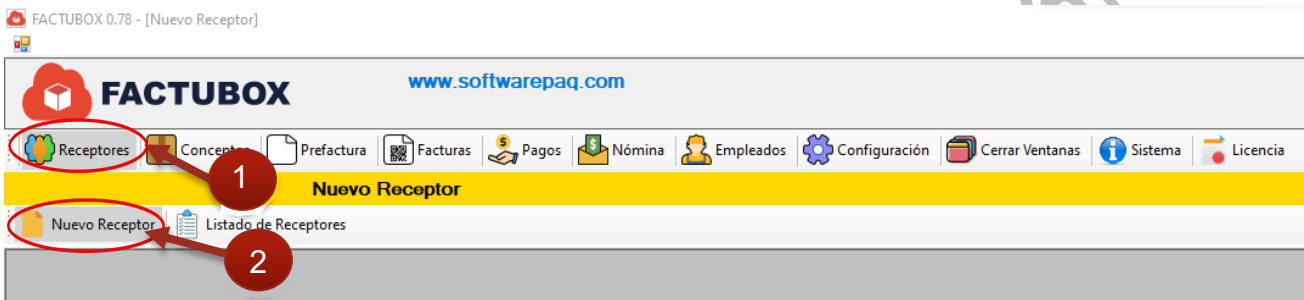 FACTUBOX 0.78 - [Nuevo Receptor]
FACTUBOX www.softwarepaq.com
Receptores Conceptos Prefactura Facturas Pagos Nómina Empleados Configuración Cerrar Ventanas Sistema Licencia
1
Nuevo Receptor
Nuevo Receptor Listado de Receptores
2